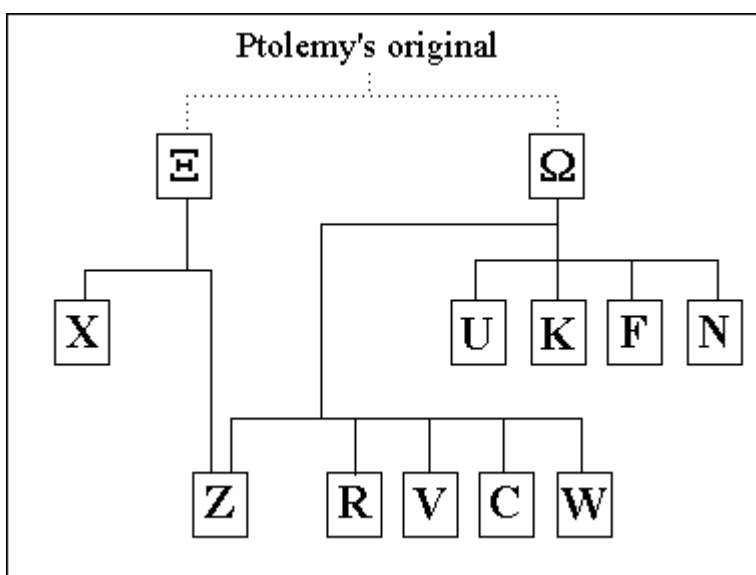 Ptolemy's original
Ξ Ω
X U K F N
Z R V C W